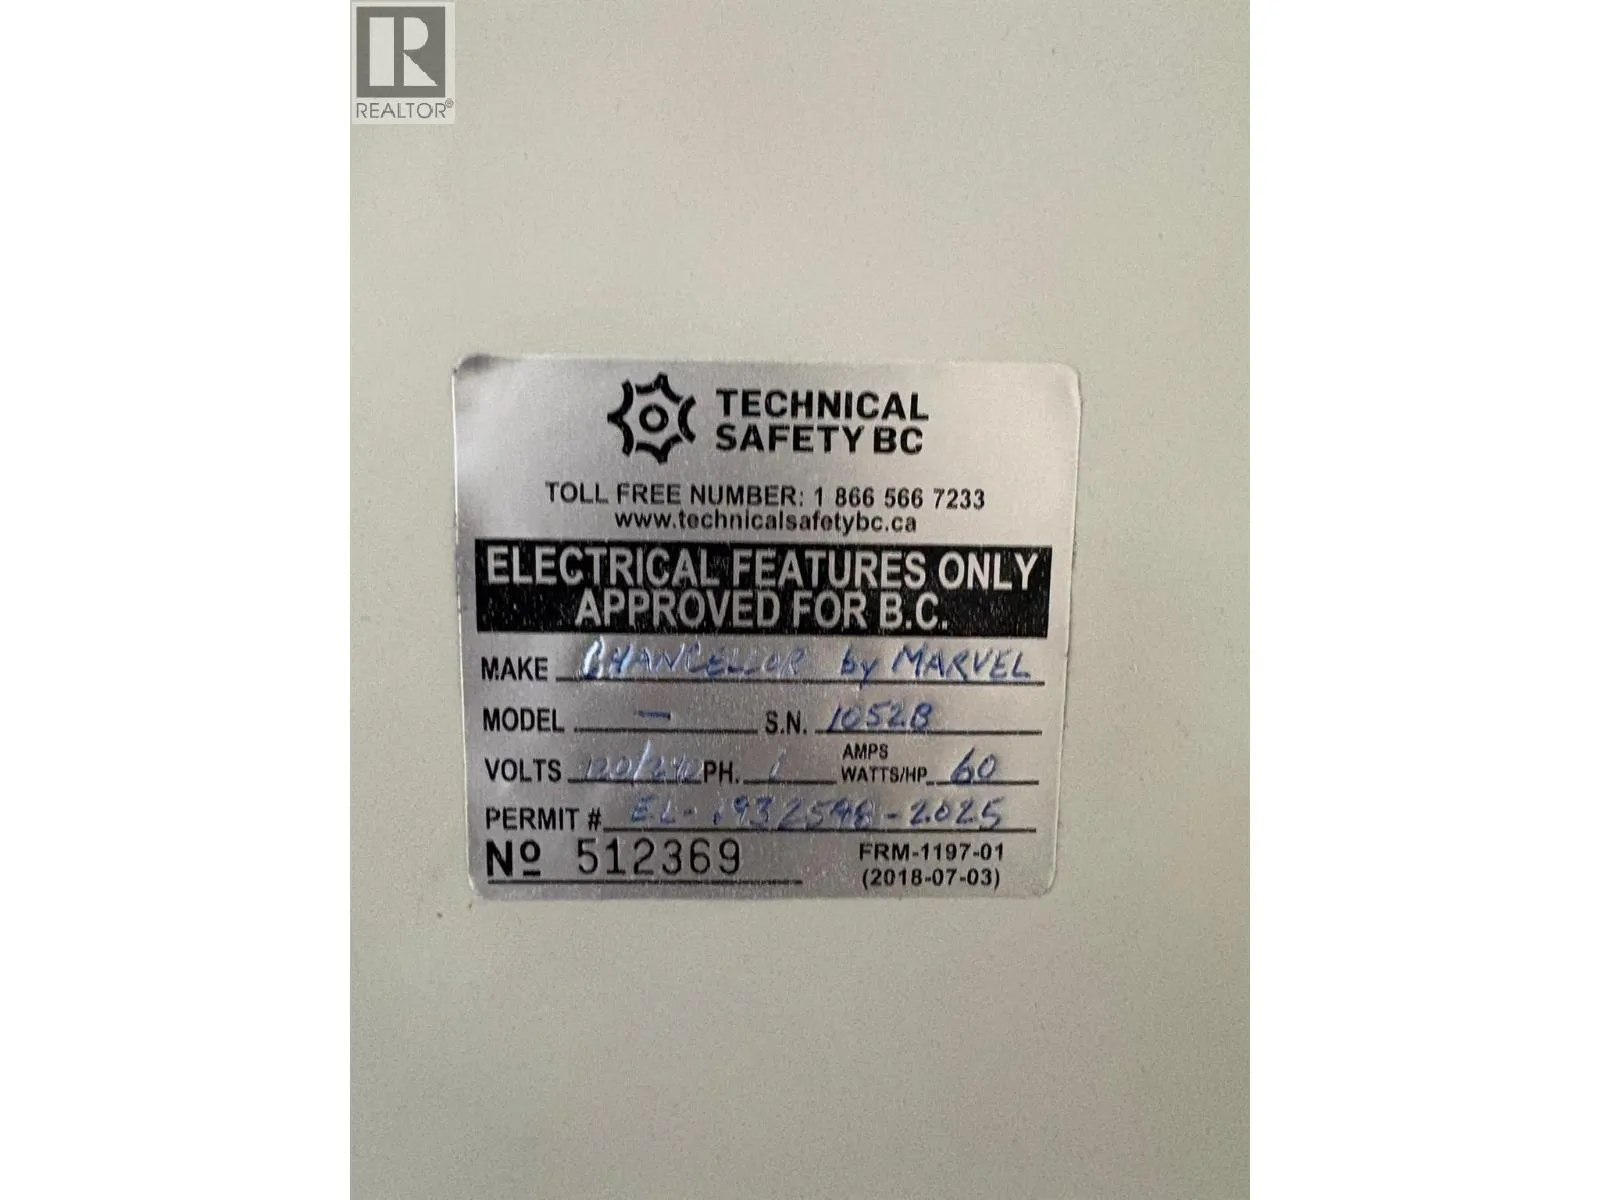 REALTOR®
TECHNICAL
SAFETY BC
TOLL FREE NUMBER: 1 866 566 7233
www.technicalsafetybc.ca
ELECTRICAL FEATURES ONLY
APPROVED FOR B.C.
MAKE CHANCELLOR by MARVEL
MODEL — S.N. 10528
VOLTS 120/240 PH. 1 AMPS WATTS/HP 60
PERMIT #
Nº 512369 FRM-1197-01
(2018-07-03)